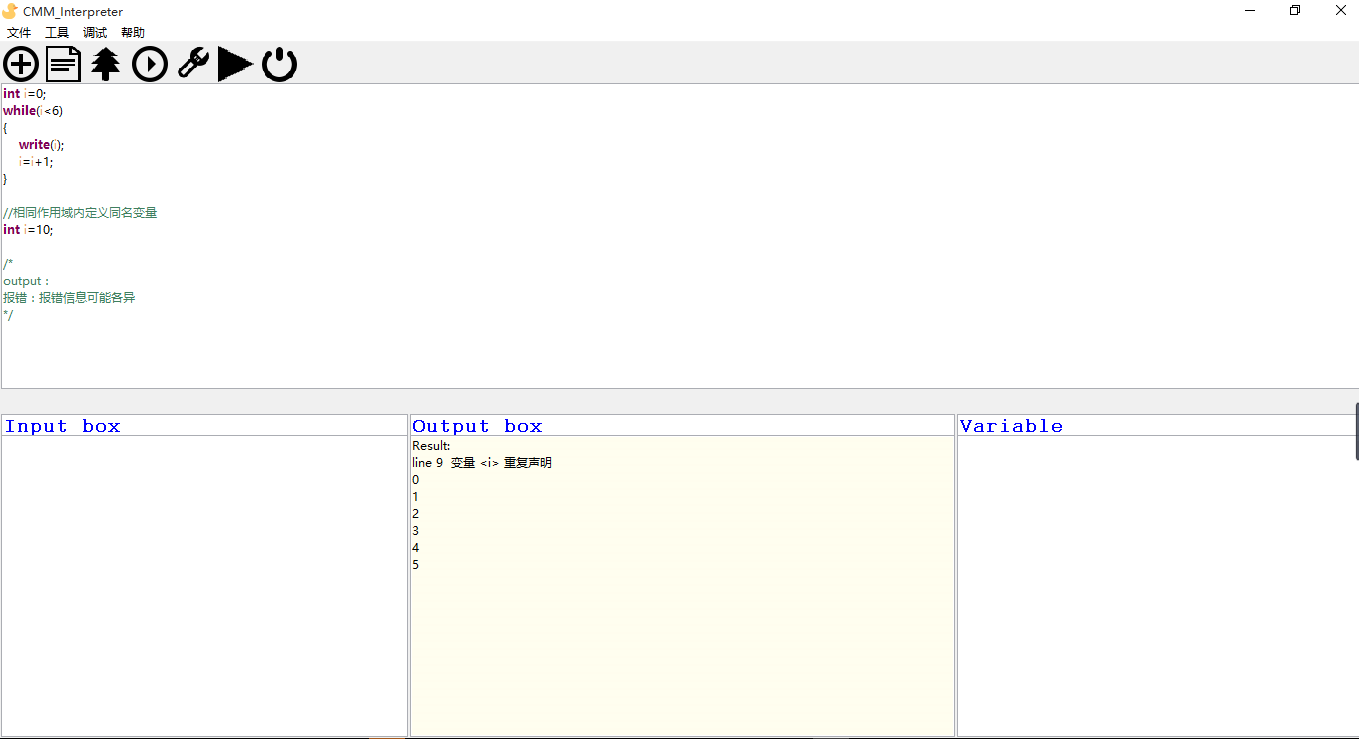 CMM_Interpreter
文件 工具 调试 帮助
int i=0;
while(i<6)
{
write(i);
i=i+1;
}
//相同作用域内定义同名变量
int i=10;
/*
output：
报错：报错信息可能各异
*/
Input box
Output box
Variable
Result:
line 9 变量 <i> 重复声明
0
1
2
3
4
5